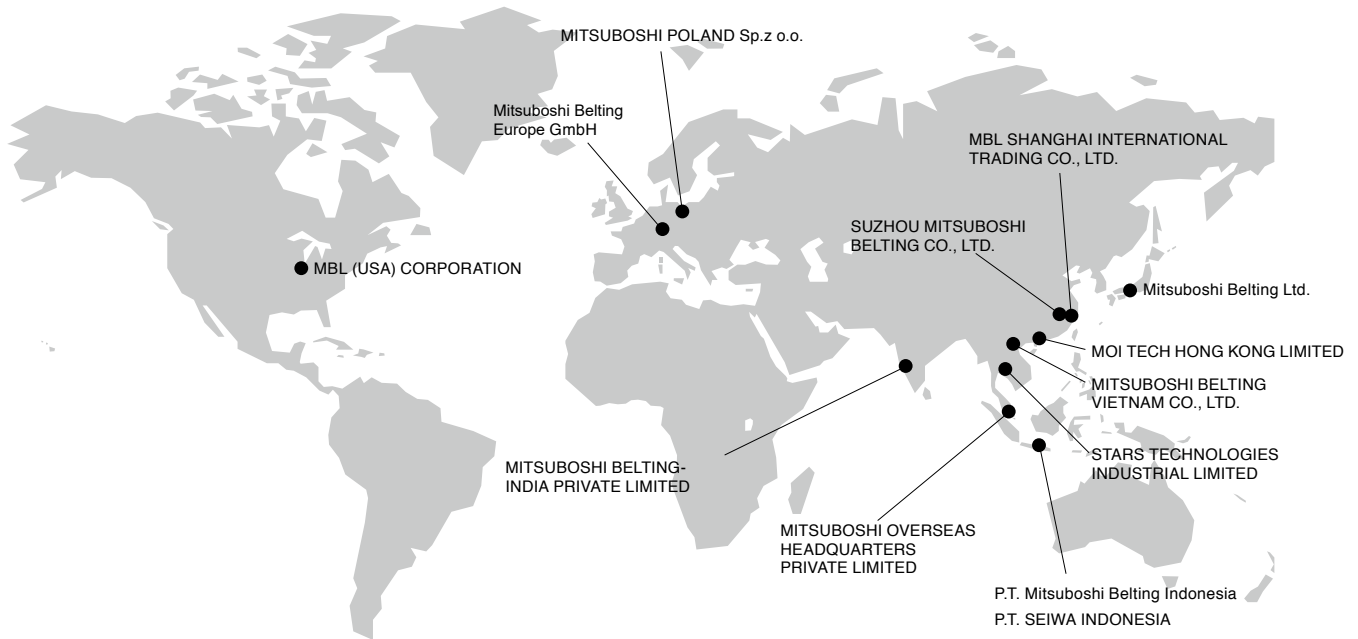 MITSUBOSHI POLAND Sp.z o.o.
Mitsuboshi Belting
Europe GmbH
MBL SHANGHAI INTERNATIONAL
TRADING CO., LTD.
SUZHOU MITSUBOSHI
BELTING CO., LTD.
MBL (USA) CORPORATION
Mitsuboshi Belting Ltd.
MOI TECH HONG KONG LIMITED
MITSUBOSHI BELTING
VIETNAM CO., LTD.
STARS TECHNOLOGIES
INDUSTRIAL LIMITED
MITSUBOSHI BELTING-
INDIA PRIVATE LIMITED
MITSUBOSHI OVERSEAS
HEADQUARTERS
PRIVATE LIMITED
P.T. Mitsuboshi Belting Indonesia
P.T. SEIWA INDONESIA